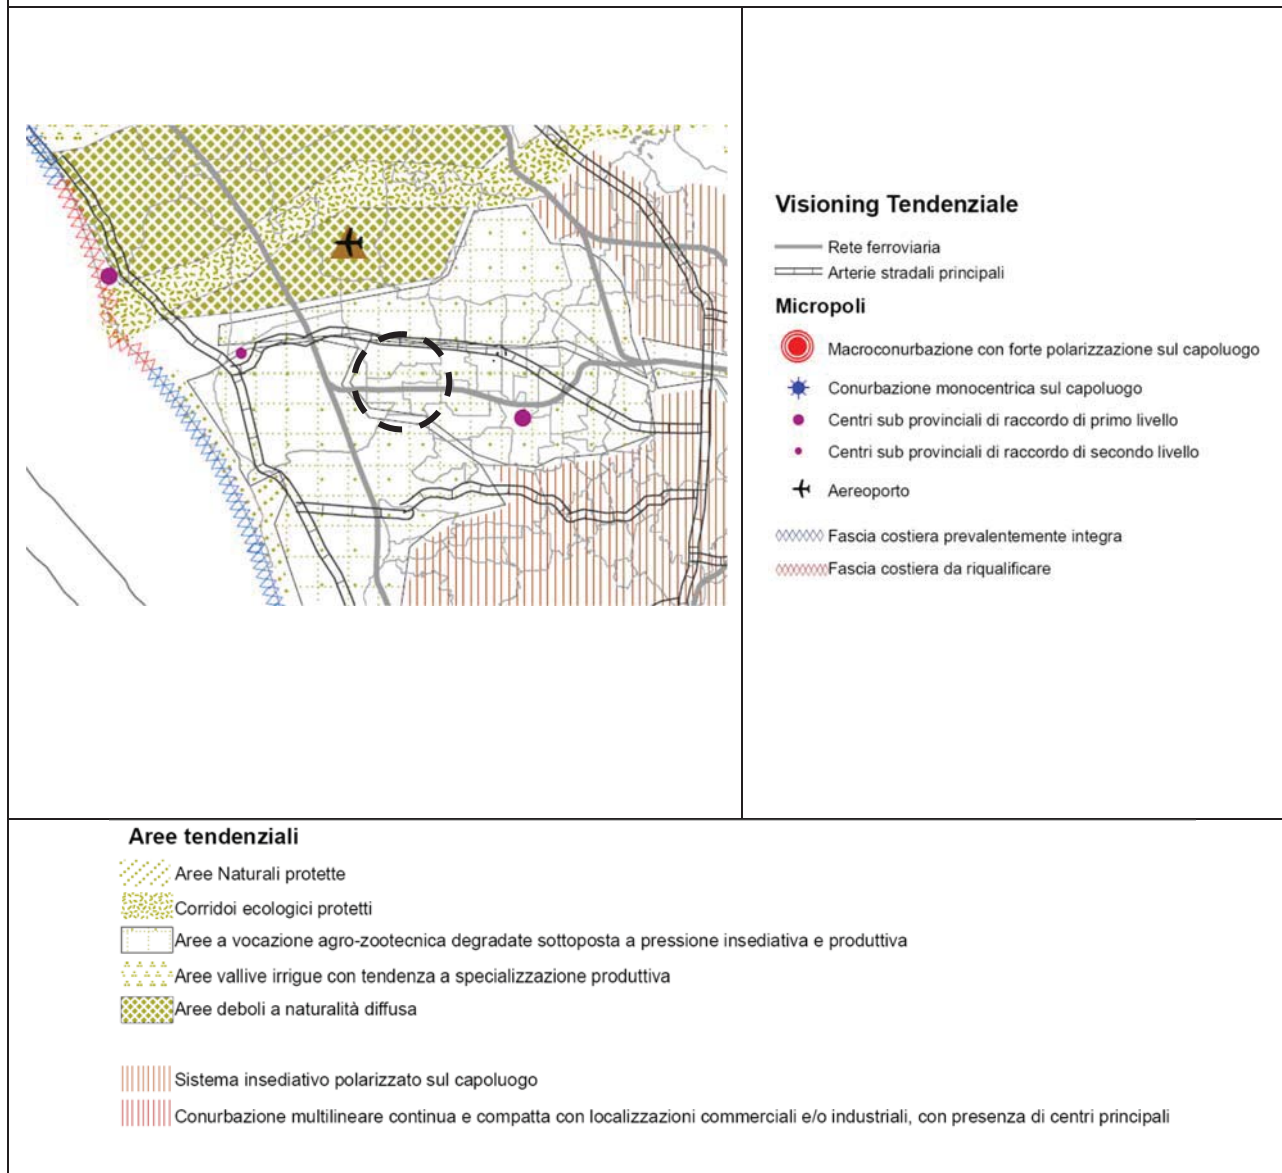 Visioning Tendenziale
Rete ferroviaria
Arterie stradali principali
Micropoli
Macroconurbazione con forte polarizzazione sul capoluogo
Conurbazione monocentrica sul capoluogo
Centri sub provinciali di raccordo di primo livello
Centri sub provinciali di raccordo di secondo livello
Aereoporto
Fascia costiera prevalentemente integra
Fascia costiera da riqualificare
Aree tendenziali
Aree Naturali protette
Corridoi ecologici protetti
Aree a vocazione agro-zootecnica degradate sottoposta a pressione insediativa e produttiva
Aree vallive irrigue con tendenza a specializzazione produttiva
Aree deboli a naturalità diffusa
Sistema insediativo polarizzato sul capoluogo
Conurbazione multilineare continua e compatta con localizzazioni commerciali e/o industriali, con presenza di centri principali